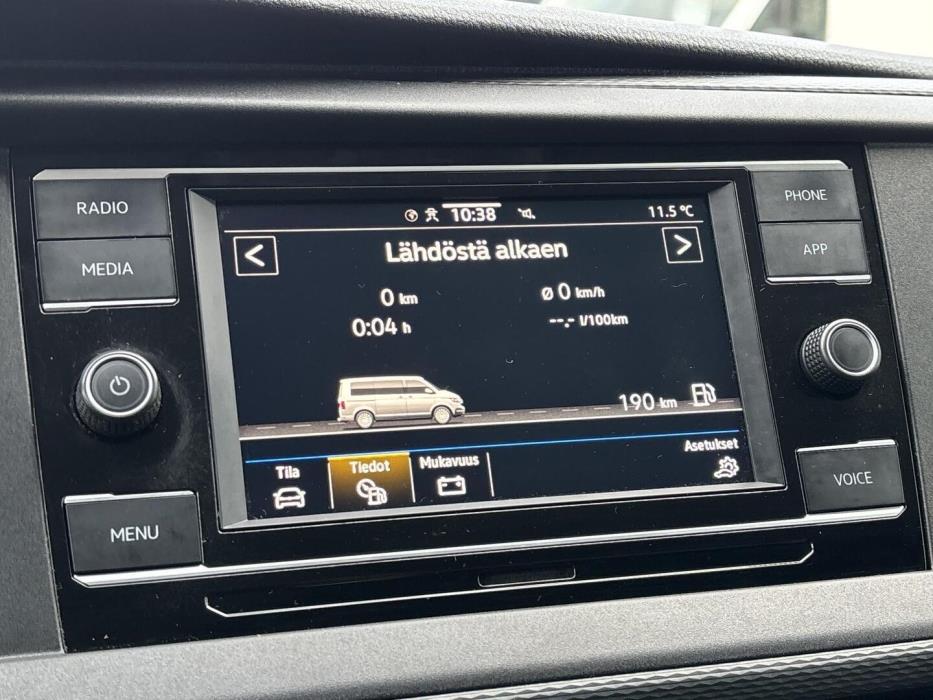 RADIO
MEDIA
MENU
PHONE
APP
VOICE
10:38
11.5 °C
<
Lähdöstä alkaen
>
0 km
Ø 0 km/h
0:04 h
--.- l/100km
190 km
Tila
Tiedot
Mukavuus
Asetukset